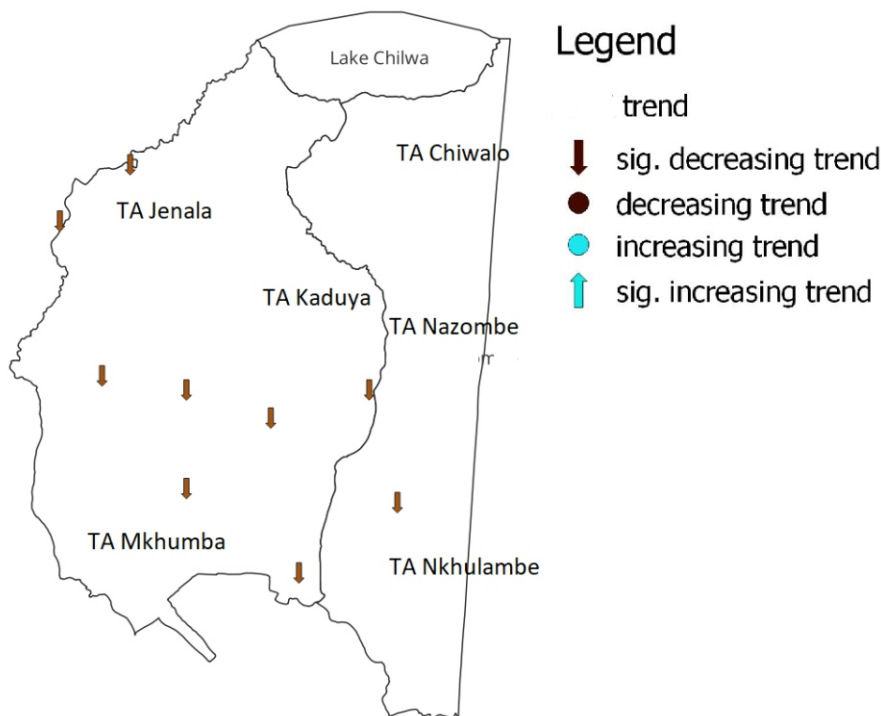 Lake Chilwa
TA Chiwalo
TA Jenala
TA Kaduya
TA Nazombe
TA Mkhumba
TA Nkhulambe
Legend
trend
sig. decreasing trend
decreasing trend
increasing trend
sig. increasing trend